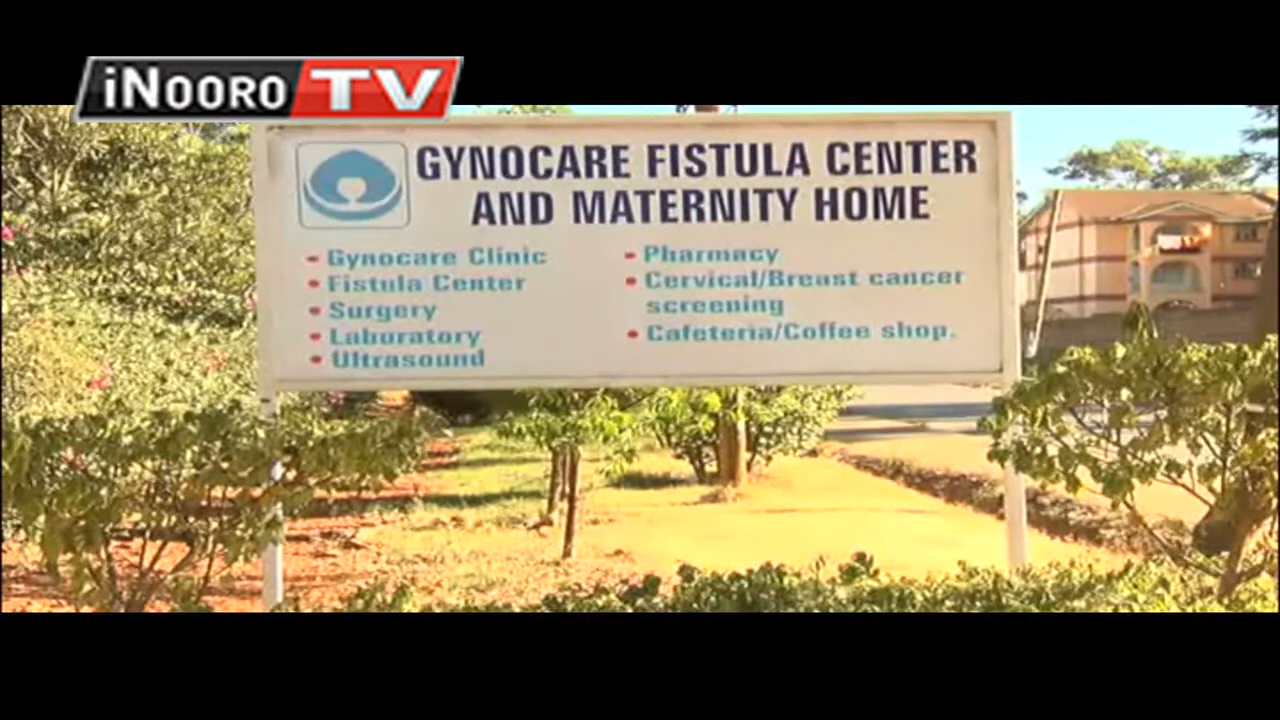 iNOORO TV
GYNOCARE FISTULA CENTER
AND MATERNITY HOME
• Gynocare Clinic
• Fistula Center
• Surgery
• Laboratory
• Ultrasound
• Pharmacy
• Cervical/Breast cancer
screening
• Cafeteria/Coffee shop.